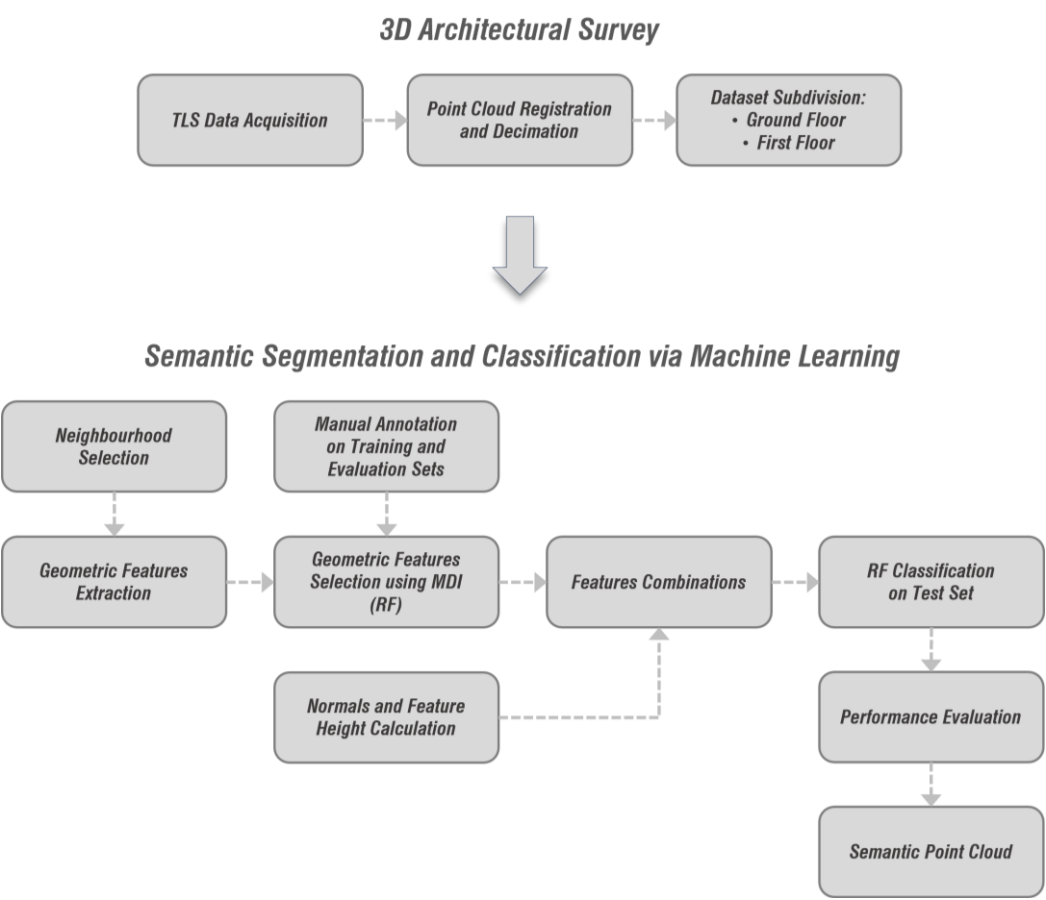 3D Architectural Survey
TLS Data Acquisition
Point Cloud Registration
and Decimation
Dataset Subdivision:
• Ground Floor
• First Floor
Semantic Segmentation and Classification via Machine Learning
Neighbourhood
Selection
Manual Annotation
on Training and
Evaluation Sets
Geometric Features
Extraction
Geometric Features
Selection using MDI
(RF)
Features Combinations
RF Classification
on Test Set
Normals and Feature
Height Calculation
Performance Evaluation
Semantic Point Cloud